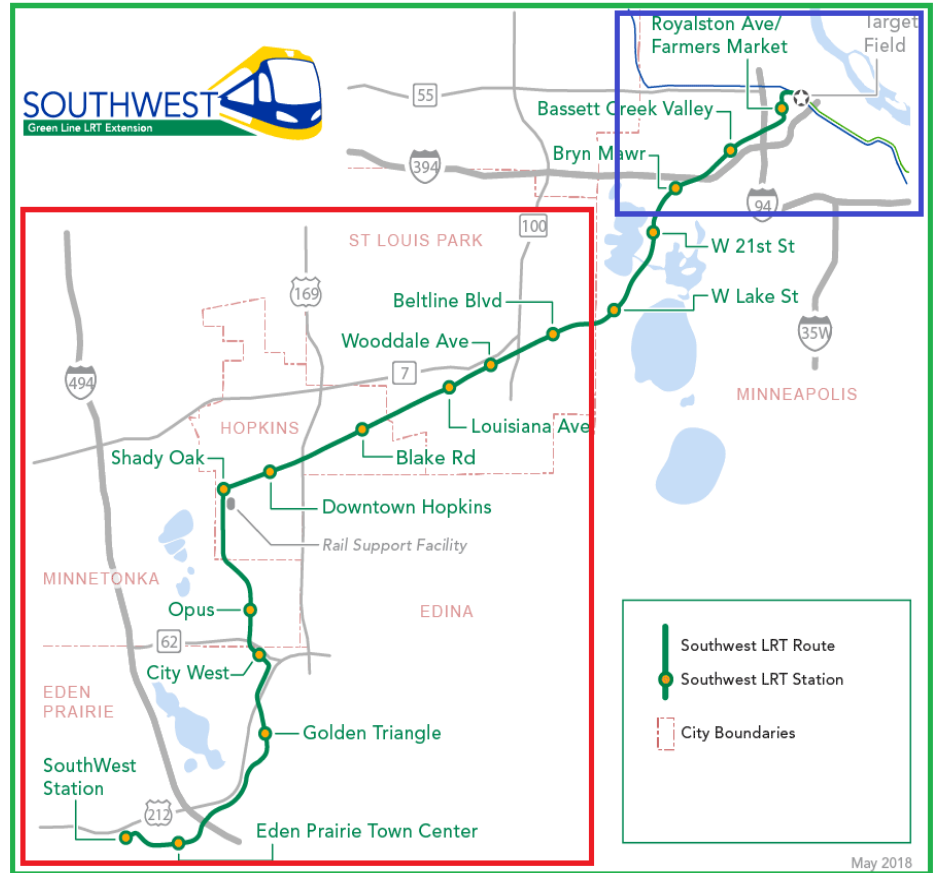 Royalston Ave/
Farmers Market
Target
Field
SOUTHWEST
Green Line LRT Extension
55
Bassett Creek Valley
Bryn Mawr
394
94
100
ST LOUIS PARK
W 21st St
169
Beltline Blvd
W Lake St
Wooddale Ave
35W
7
494
MINNEAPOLIS
HOPKINS
Louisiana Ave
Shady Oak
Blake Rd
Downtown Hopkins
Rail Support Facility
MINNETONKA
Opus
EDINA
62
City West
Southwest LRT Route
Southwest LRT Station
EDEN
PRAIRIE
Golden Triangle
City Boundaries
SouthWest
Station
212
Eden Prairie Town Center
May 2018